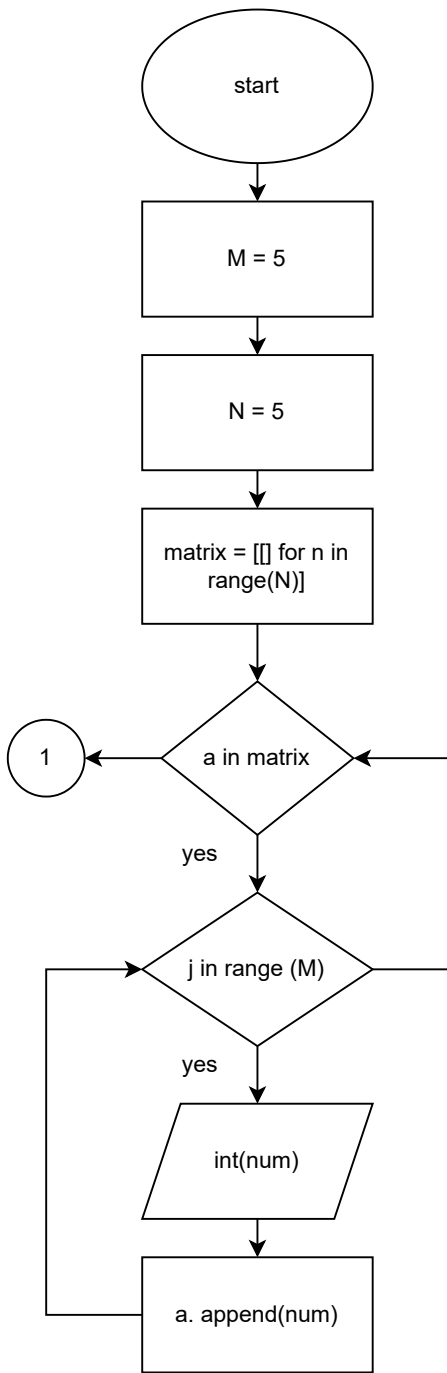 start
M = 5
N = 5
matrix = [[] for n in
range(N)]
1
a in matrix
yes
j in range (M)
yes
int(num)
a. append(num)